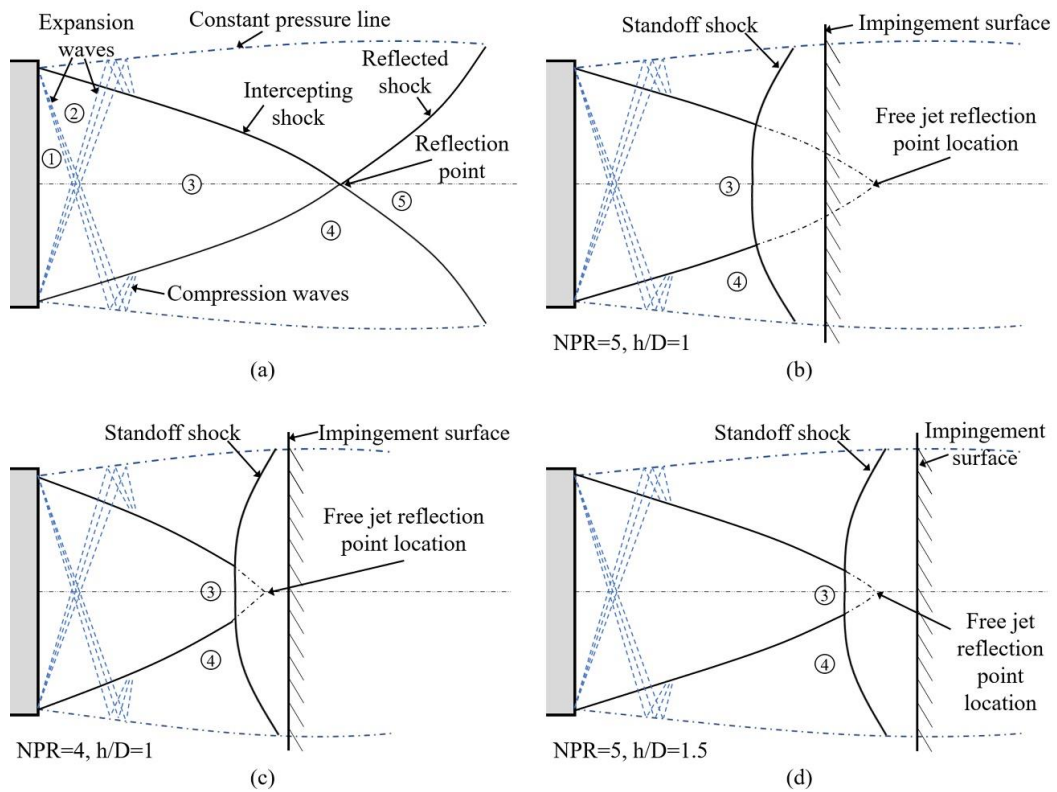 Expansion
waves
Constant pressure line
Reflected
shock
Intercepting
shock
Reflection
point
Compression waves
①
②
③
④
⑤
(a)
Standoff shock
Impingement surface
Free jet reflection
point location
③
④
NPR=5, h/D=1
(b)
Standoff shock
Impingement surface
Free jet reflection
point location
③
④
NPR=4, h/D=1
(c)
Standoff shock
Impingement
surface
③
④
Free jet
reflection
point
location
NPR=5, h/D=1.5
(d)